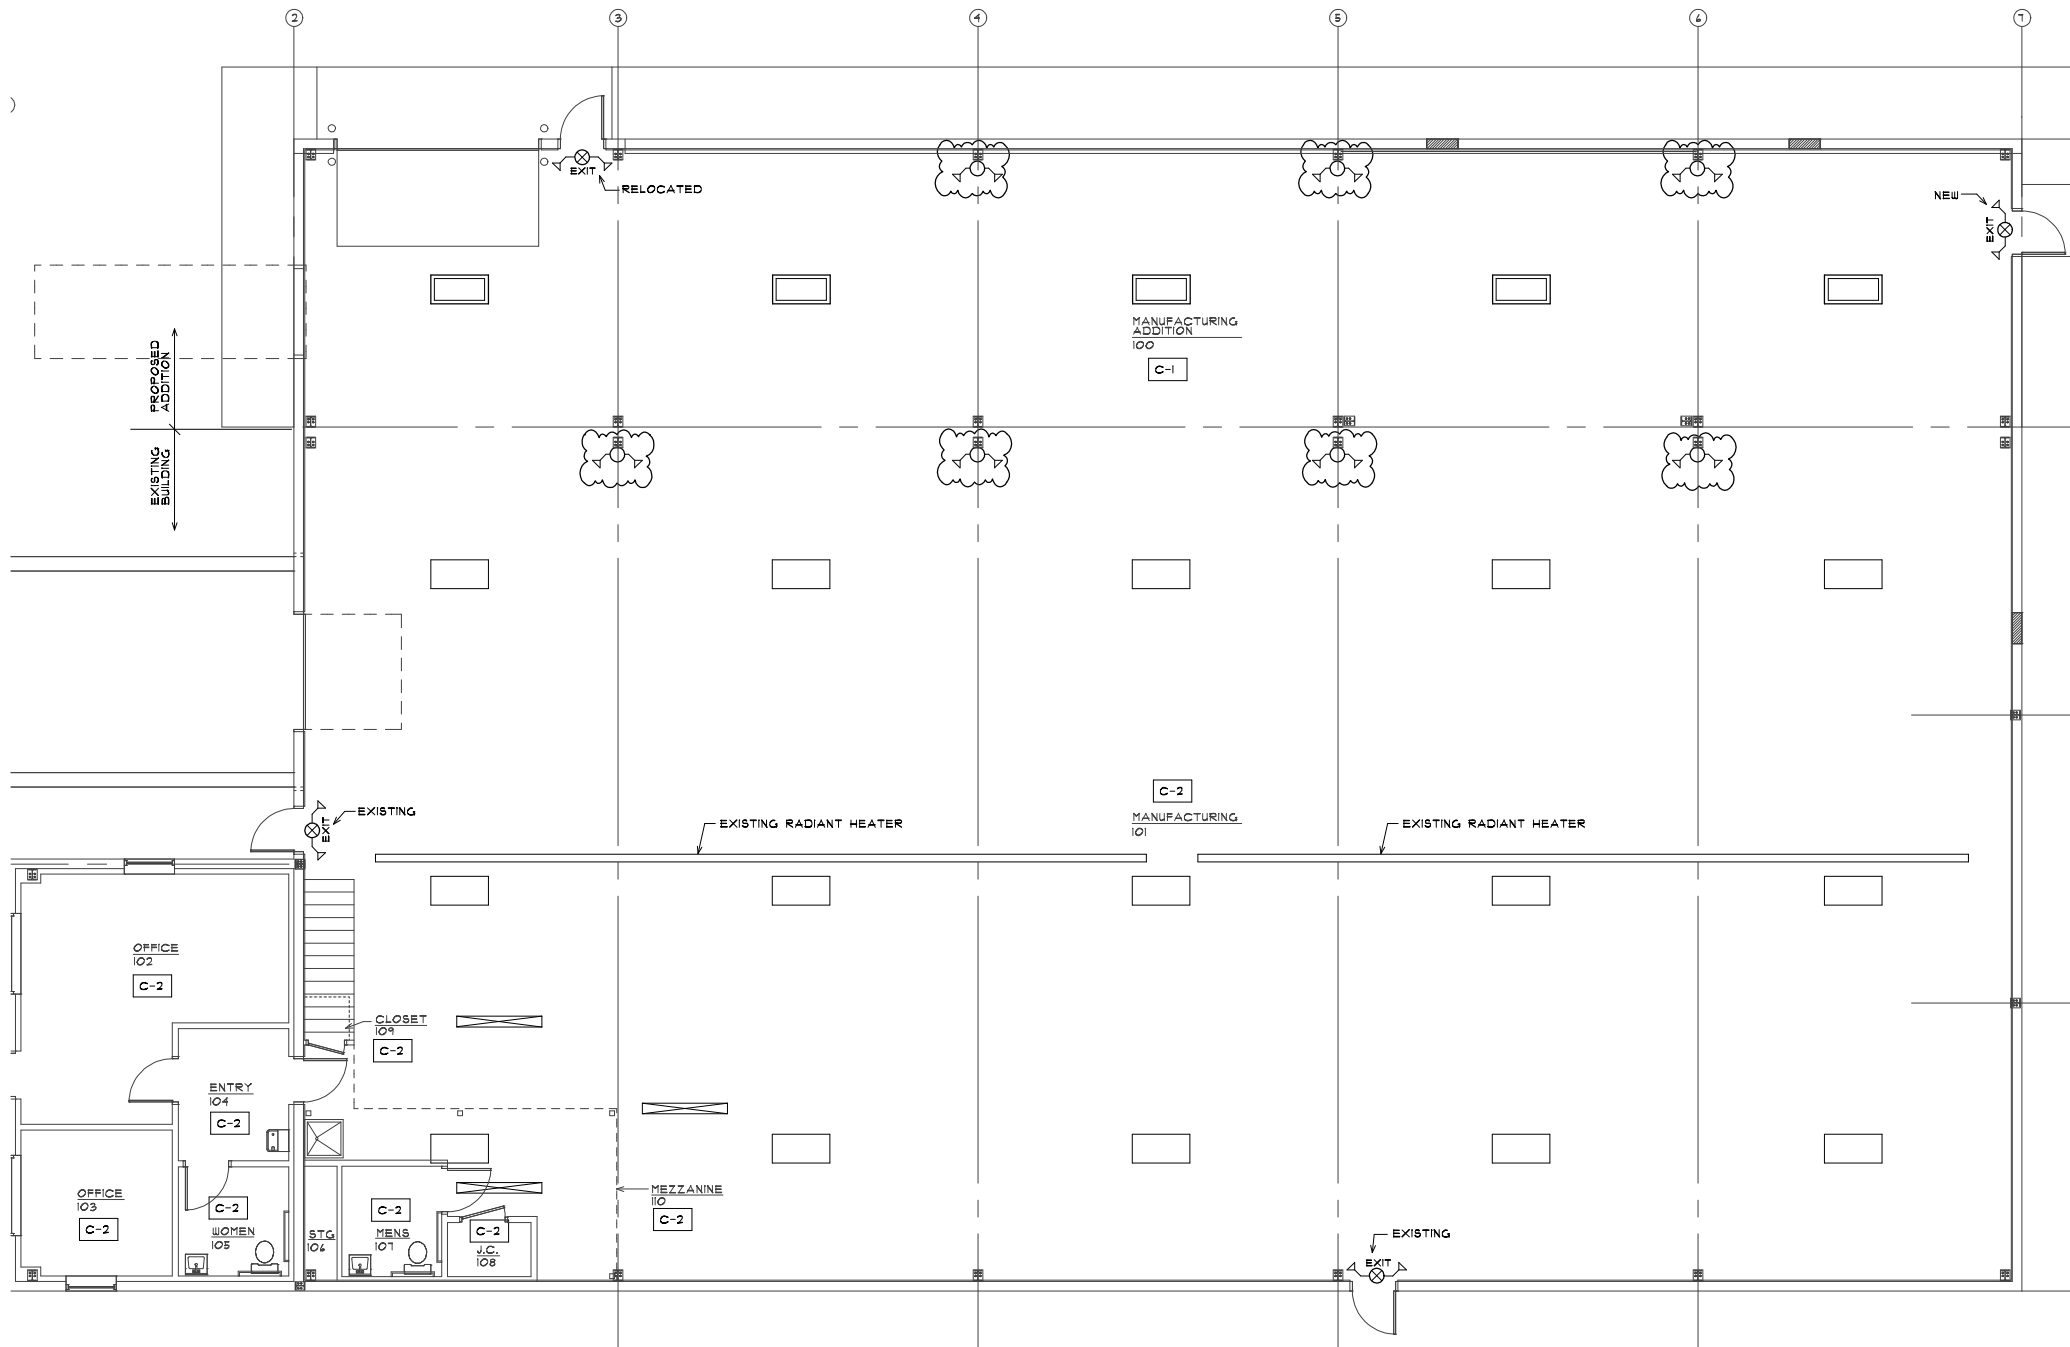 2
3
4
5
6
7
EXIT
RELOCATED
NEW
EXIT
MANUFACTURING
ADDITION
100
C-1
PROPOSED
ADDITION
EXISTING
BUILDING
C-2
MANUFACTURING
101
EXISTING
EXIT
EXISTING RADIANT HEATER
EXISTING RADIANT HEATER
OFFICE
102
C-2
CLOSET
109
C-2
ENTRY
104
C-2
OFFICE
103
C-2
C-2
WOMEN
105
STG
106
C-2
MENS
107
C-2
J.C.
108
MEZZANINE
110
C-2
EXISTING
EXIT